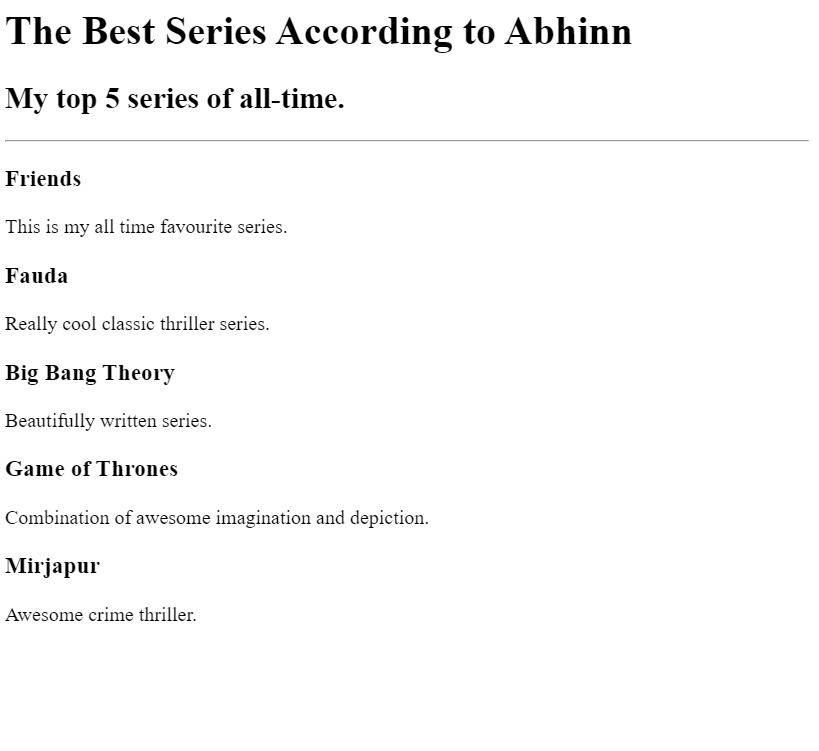 The Best Series According to Abhinn
My top 5 series of all-time.
Friends
This is my all time favourite series.
Fauda
Really cool classic thriller series.
Big Bang Theory
Beautifully written series.
Game of Thrones
Combination of awesome imagination and depiction.
Mirjapur
Awesome crime thriller.